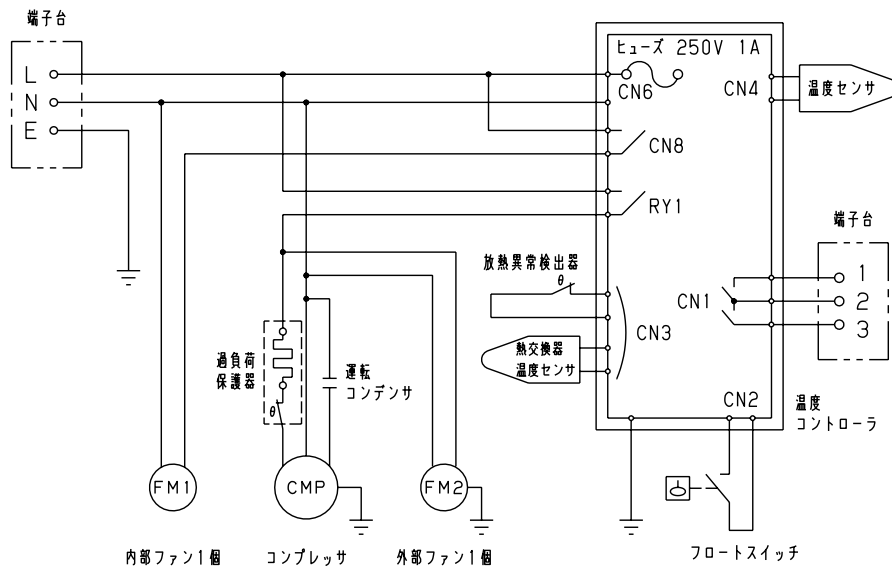 端子台
L
N
E
ヒューズ 250V 1A
CN6
CN4
温度センサ
CN8
RY1
端子台
放熱異常検出器
θ
1
CN1
2
CN3
3
熱交換器
温度センサ
過負荷
保護器
θ
運転
コンデンサ
CN2
温度
コントローラ
FM1
CMP
FM2
内部ファン1個
コンプレッサ
外部ファン1個
フロートスイッチ